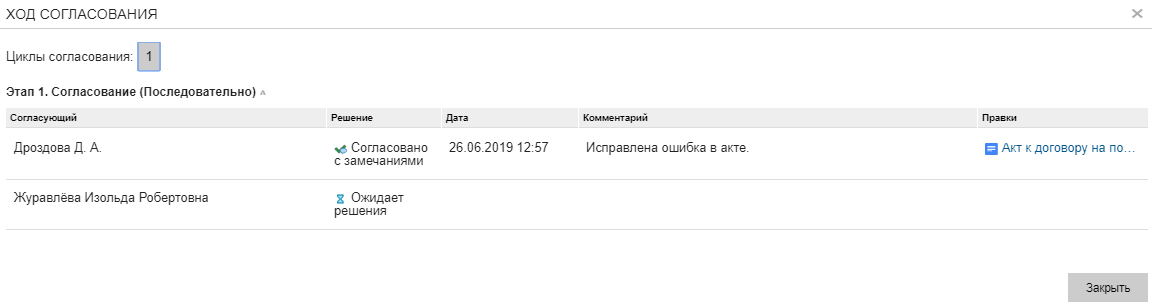 ХОД СОГЛАСОВАНИЯ
Циклы согласования: 1
Этап 1. Согласование (Последовательно)
Согласующий Решение Дата Комментарий Правки
Дроздова Д. А. Согласовано 26.06.2019 12:57 Исправлена ошибка в акте. Акт к договору на по...
с замечаниями
Журавлёва Изольда Робертовна Ожидает
решения
Закрыть